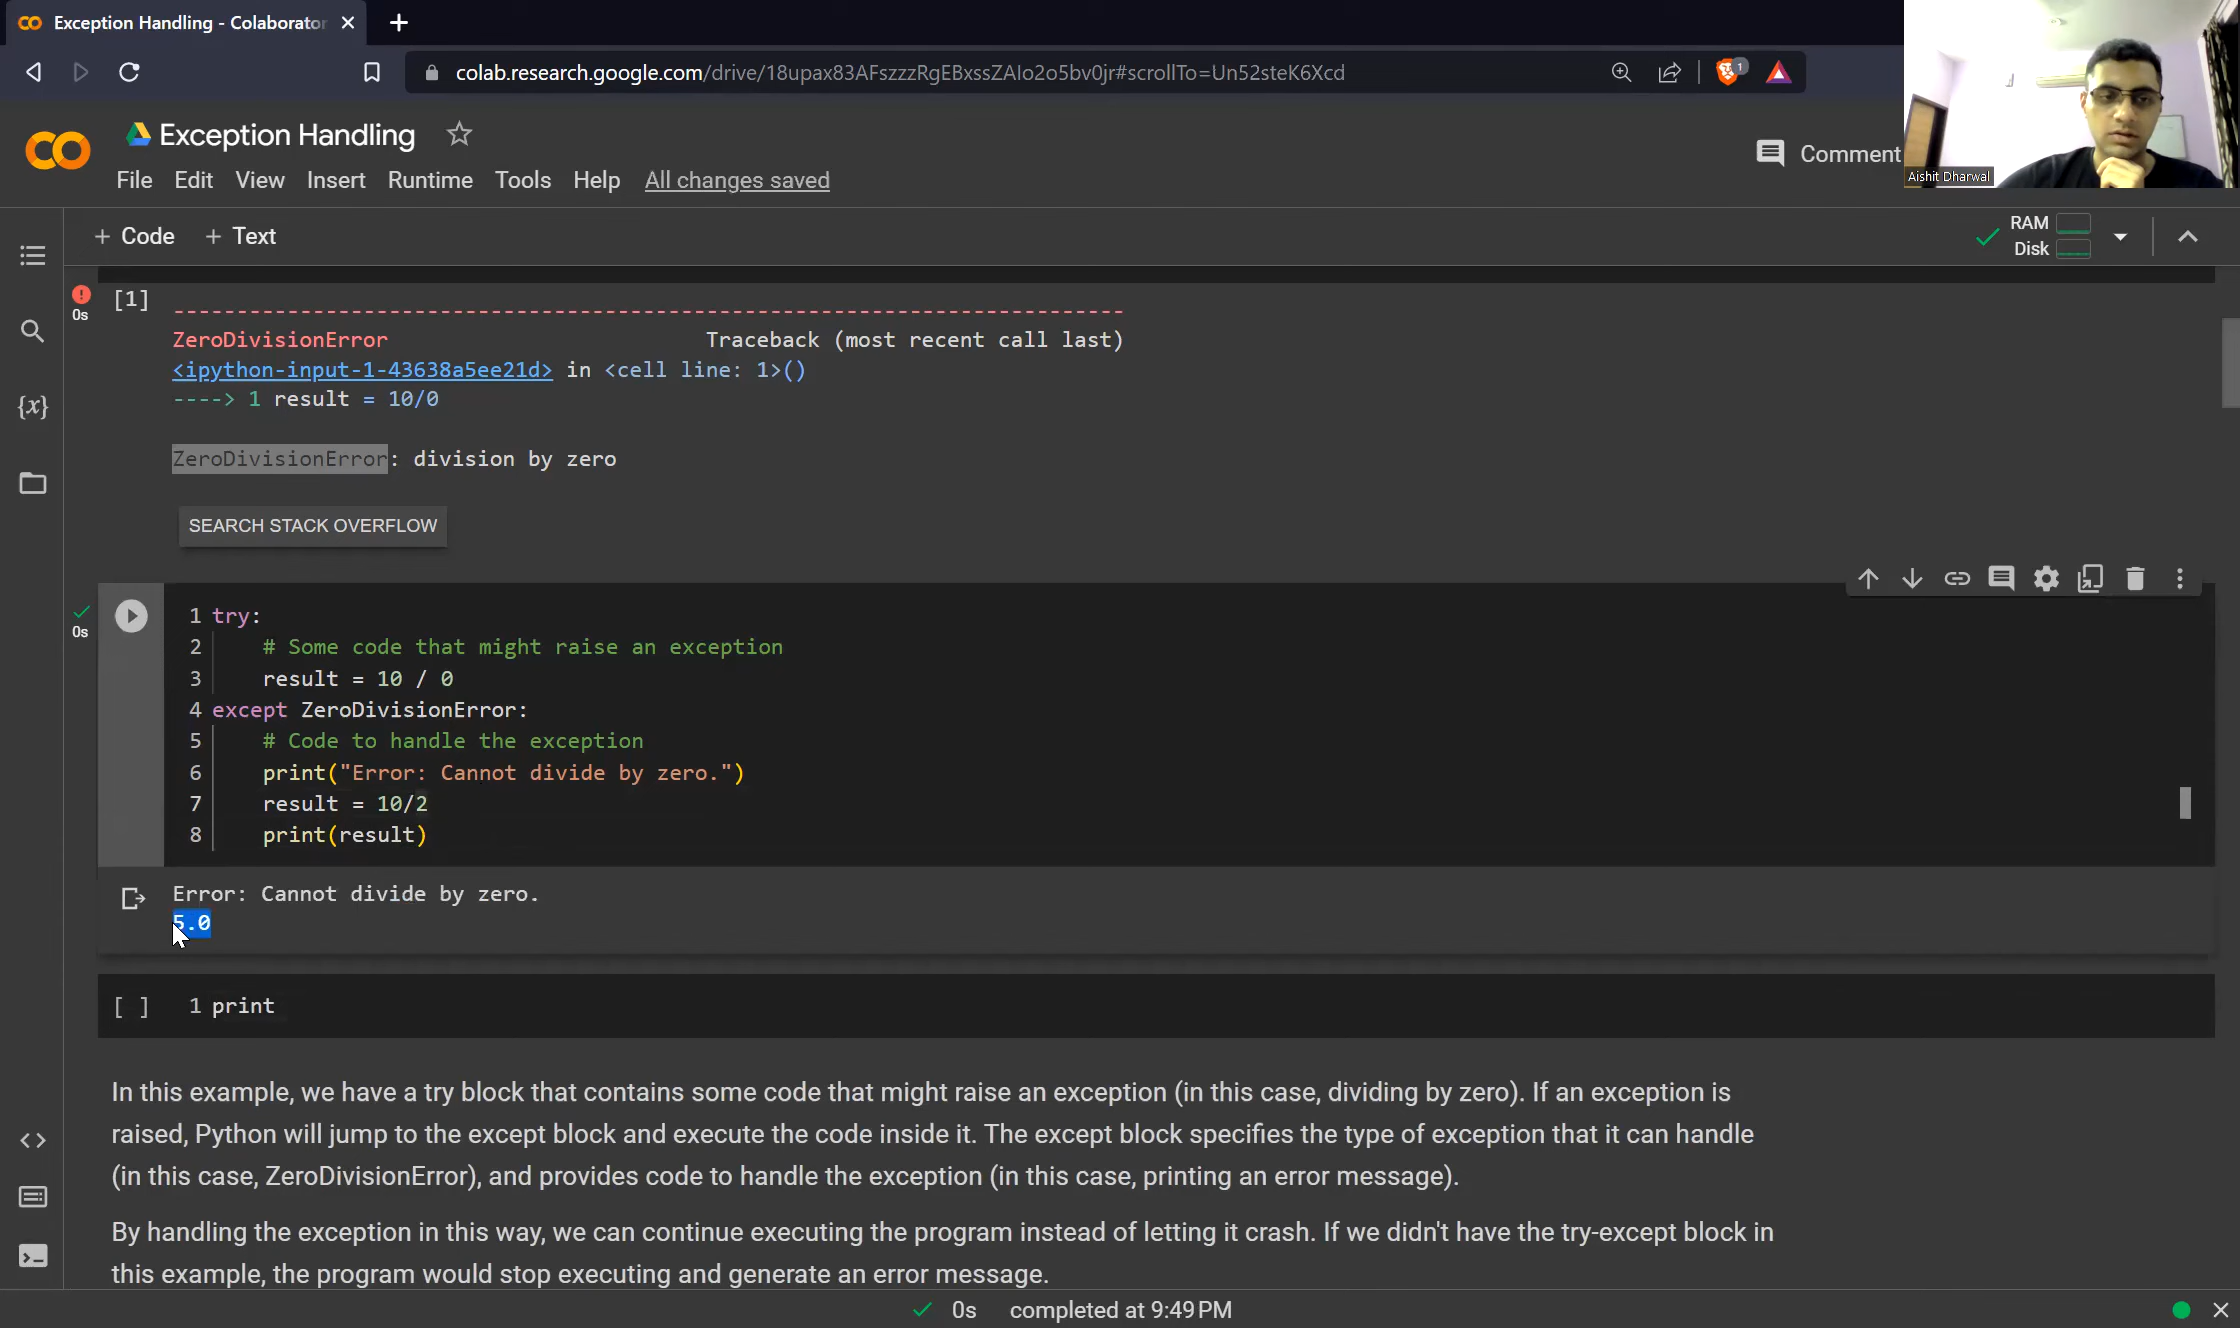 Exception Handling - Colaborator
colab.research.google.com/drive/18upax83AFszzzRgEBxssZAIo2o5bv0jr#scrollTo=Un52steK6Xcd
1
Exception Handling
File Edit View Insert Runtime Tools Help All changes saved
Comment
Aishit Dharwal
+ Code + Text
RAM
Disk
[1]
0s
---------------------------------------------------------------------------
ZeroDivisionError Traceback (most recent call last)
<ipython-input-1-43638a5ee21d> in <cell line: 1>()
----> 1 result = 10/0
ZeroDivisionError: division by zero
SEARCH STACK OVERFLOW
0s
1 try:
2 # Some code that might raise an exception
3 result = 10 / 0
4 except ZeroDivisionError:
5 # Code to handle the exception
6 print("Error: Cannot divide by zero.")
7 result = 10/2
8 print(result)
Error: Cannot divide by zero.
5.0
[ ] 1 print
In this example, we have a try block that contains some code that might raise an exception (in this case, dividing by zero). If an exception is
raised, Python will jump to the except block and execute the code inside it. The except block specifies the type of exception that it can handle
(in this case, ZeroDivisionError), and provides code to handle the exception (in this case, printing an error message).
By handling the exception in this way, we can continue executing the program instead of letting it crash. If we didn't have the try-except block in
this example, the program would stop executing and generate an error message.
0s completed at 9:49 PM